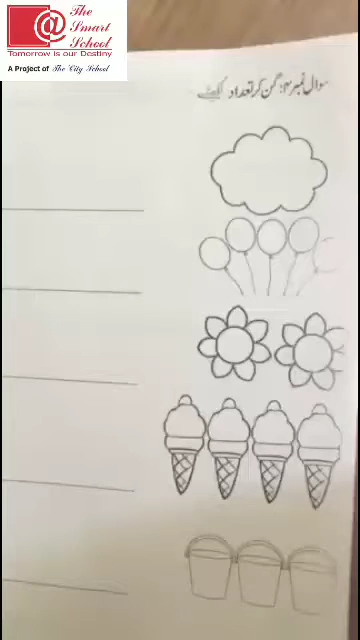 The
Smart
School
Tomorrow is our Destiny
A Project of The City School
سوال نمبر ۳: گن کر تعداد لکھیے